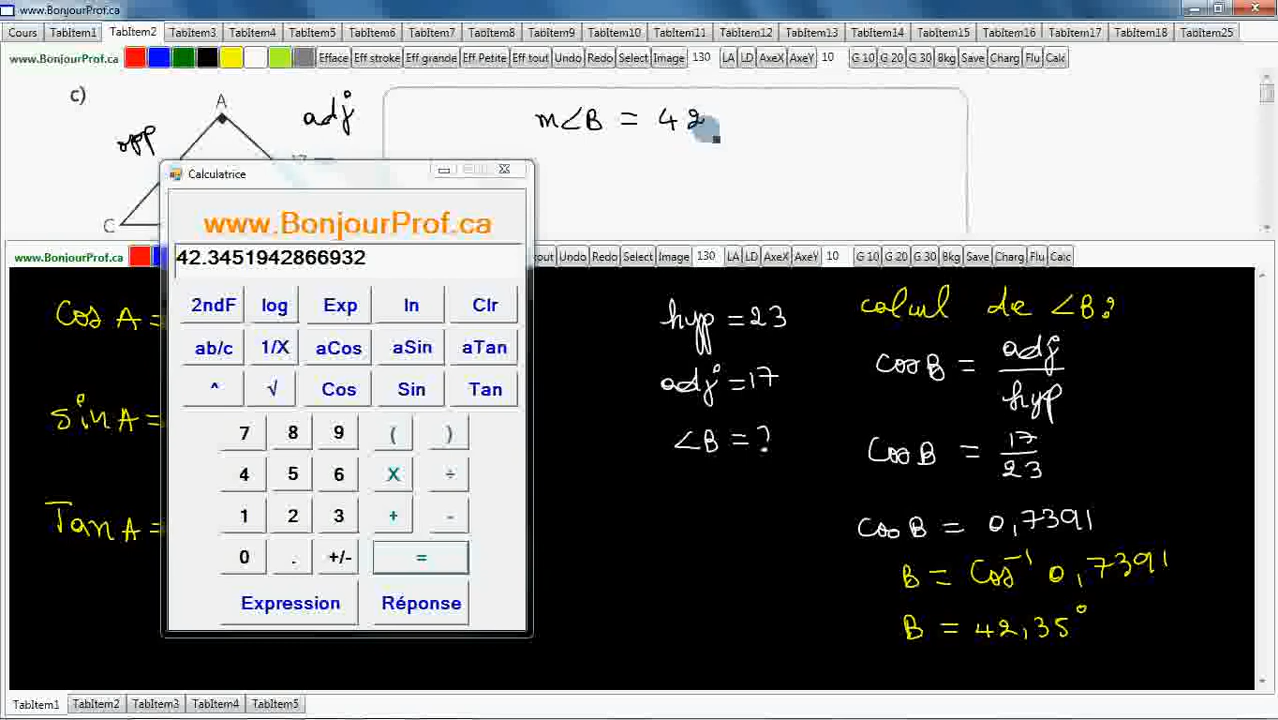 www.BonjourProf.ca
Cours TabItem1 TabItem2 TabItem3 TabItem4 TabItem5 TabItem6 TabItem7 TabItem8 TabItem9 TabItem10 TabItem11 TabItem12 TabItem13 TabItem14 TabItem15 TabItem16 TabItem17 TabItem18 TabItem25
www.BonjourProf.ca Efface Eff stroke Eff grande Eff Petite Eff tout Undo Redo Select Image 130 LA LD AxeX AxeY 10 G 10 G 20 G 30 Bkg Save Charg Flu Calc
c)
A
adj
opp
C
m∠B = 42
Calculatrice
www.BonjourProf.ca
42.3451942866932
2ndF log Exp ln Clr
ab/c 1/X aCos aSin aTan
^ √ Cos Sin Tan
7 8 9 ( )
4 5 6 X ÷
1 2 3 + -
0 . +/- =
Expression Réponse
www.BonjourProf.ca Undo Redo Select Image 130 LA LD AxeX AxeY 10 G 10 G 20 G 30 Bkg Save Charg Flu Calc
Cos A =
Sin A =
Tan A =
hyp = 23
adj = 17
∠B = ?
calcul de ∠B?
cos B = adj / hyp
Cos B = 17 / 23
cos B = 0,7391
B = Cos⁻¹ 0,7391
B = 42,35°
TabItem1 TabItem2 TabItem3 TabItem4 TabItem5